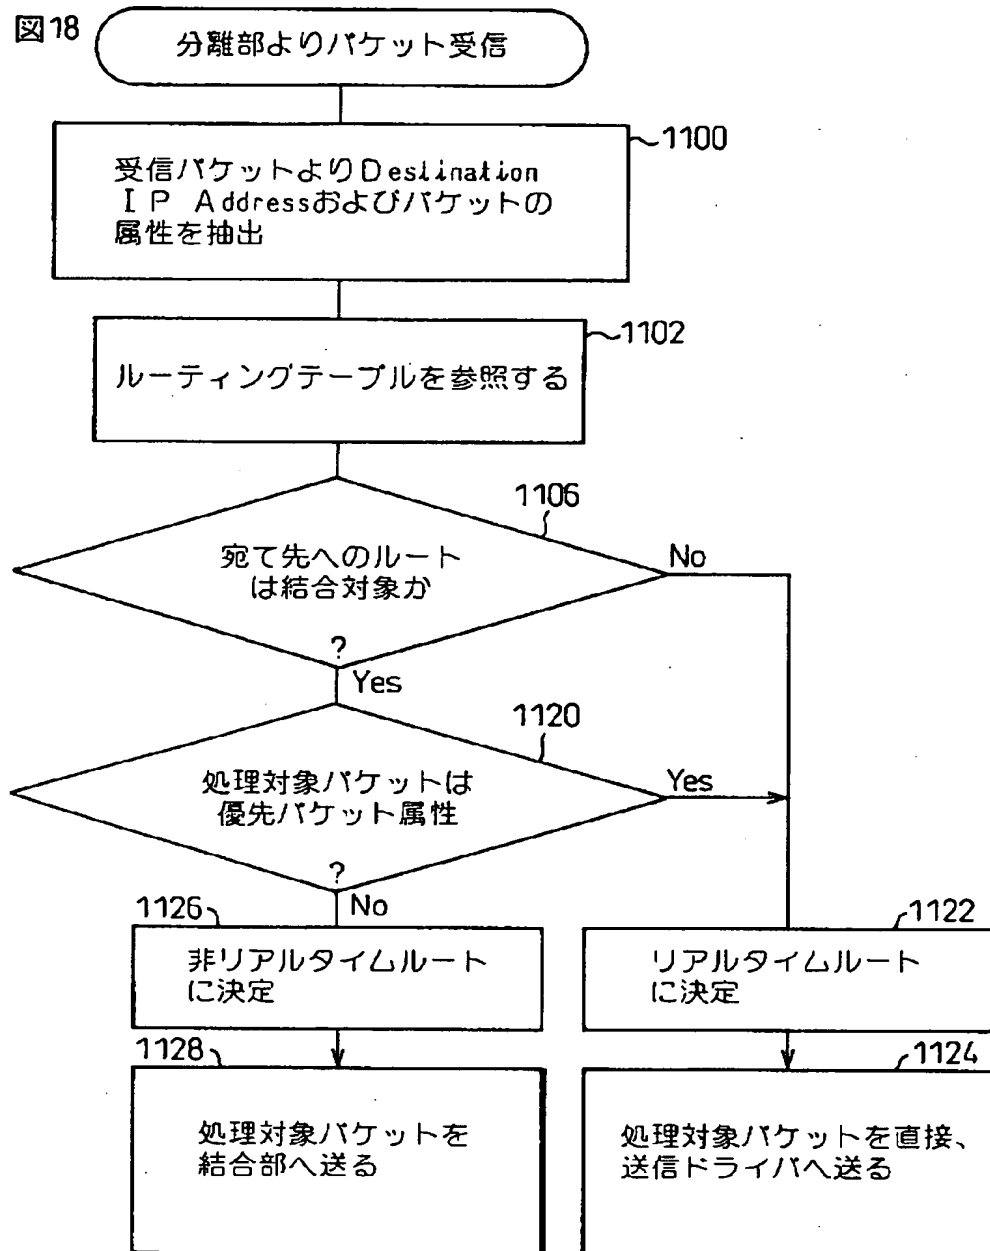 図18
分離部よりパケット受信
1100
受信パケットよりDestination
IP Addressおよびパケットの
属性を抽出
1102
ルーティングテーブルを参照する
1106
宛て先へのルート
は結合対象か
?
No
Yes
1120
処理対象パケットは
優先パケット属性
?
Yes
No
1126
非リアルタイムルート
に決定
1122
リアルタイムルート
に決定
1128
処理対象パケットを
結合部へ送る
1124
処理対象パケットを直接、
送信ドライバへ送る